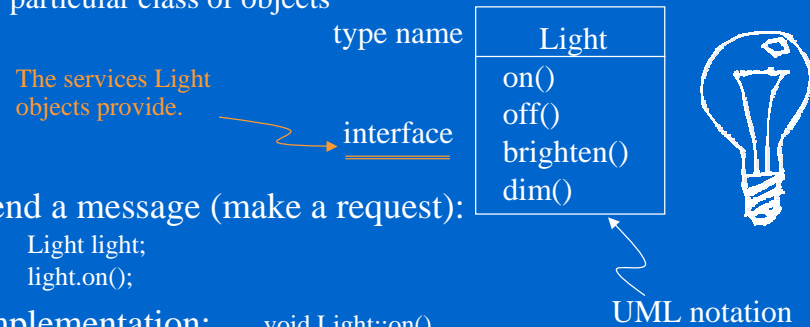 particular class of objects
type name
Light
The services Light
objects provide.
on()
off()
interface
brighten()
dim()
end a message (make a request):
Light light;
light.on();
UML notation
mplementation: void Light::on()